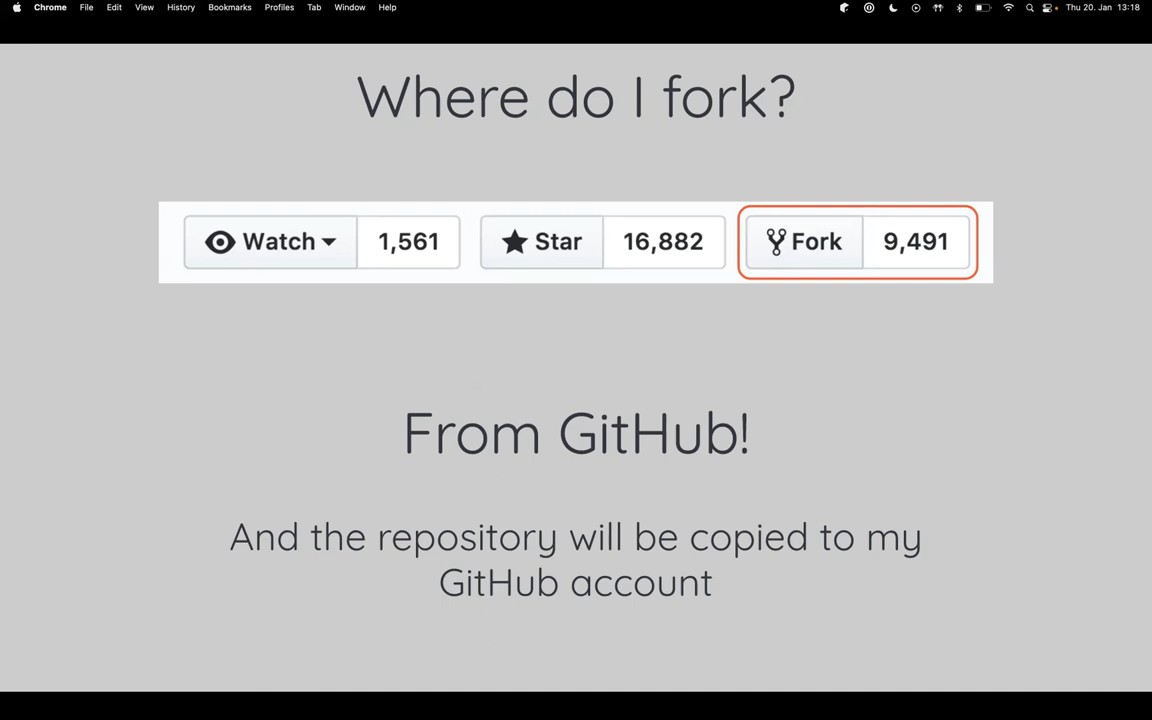 Chrome File Edit View History Bookmarks Profiles Tab Window Help Thu 20. Jan 13:18
Where do I fork?
Watch 1,561 Star 16,882 Fork 9,491
From GitHub!
And the repository will be copied to my
GitHub account